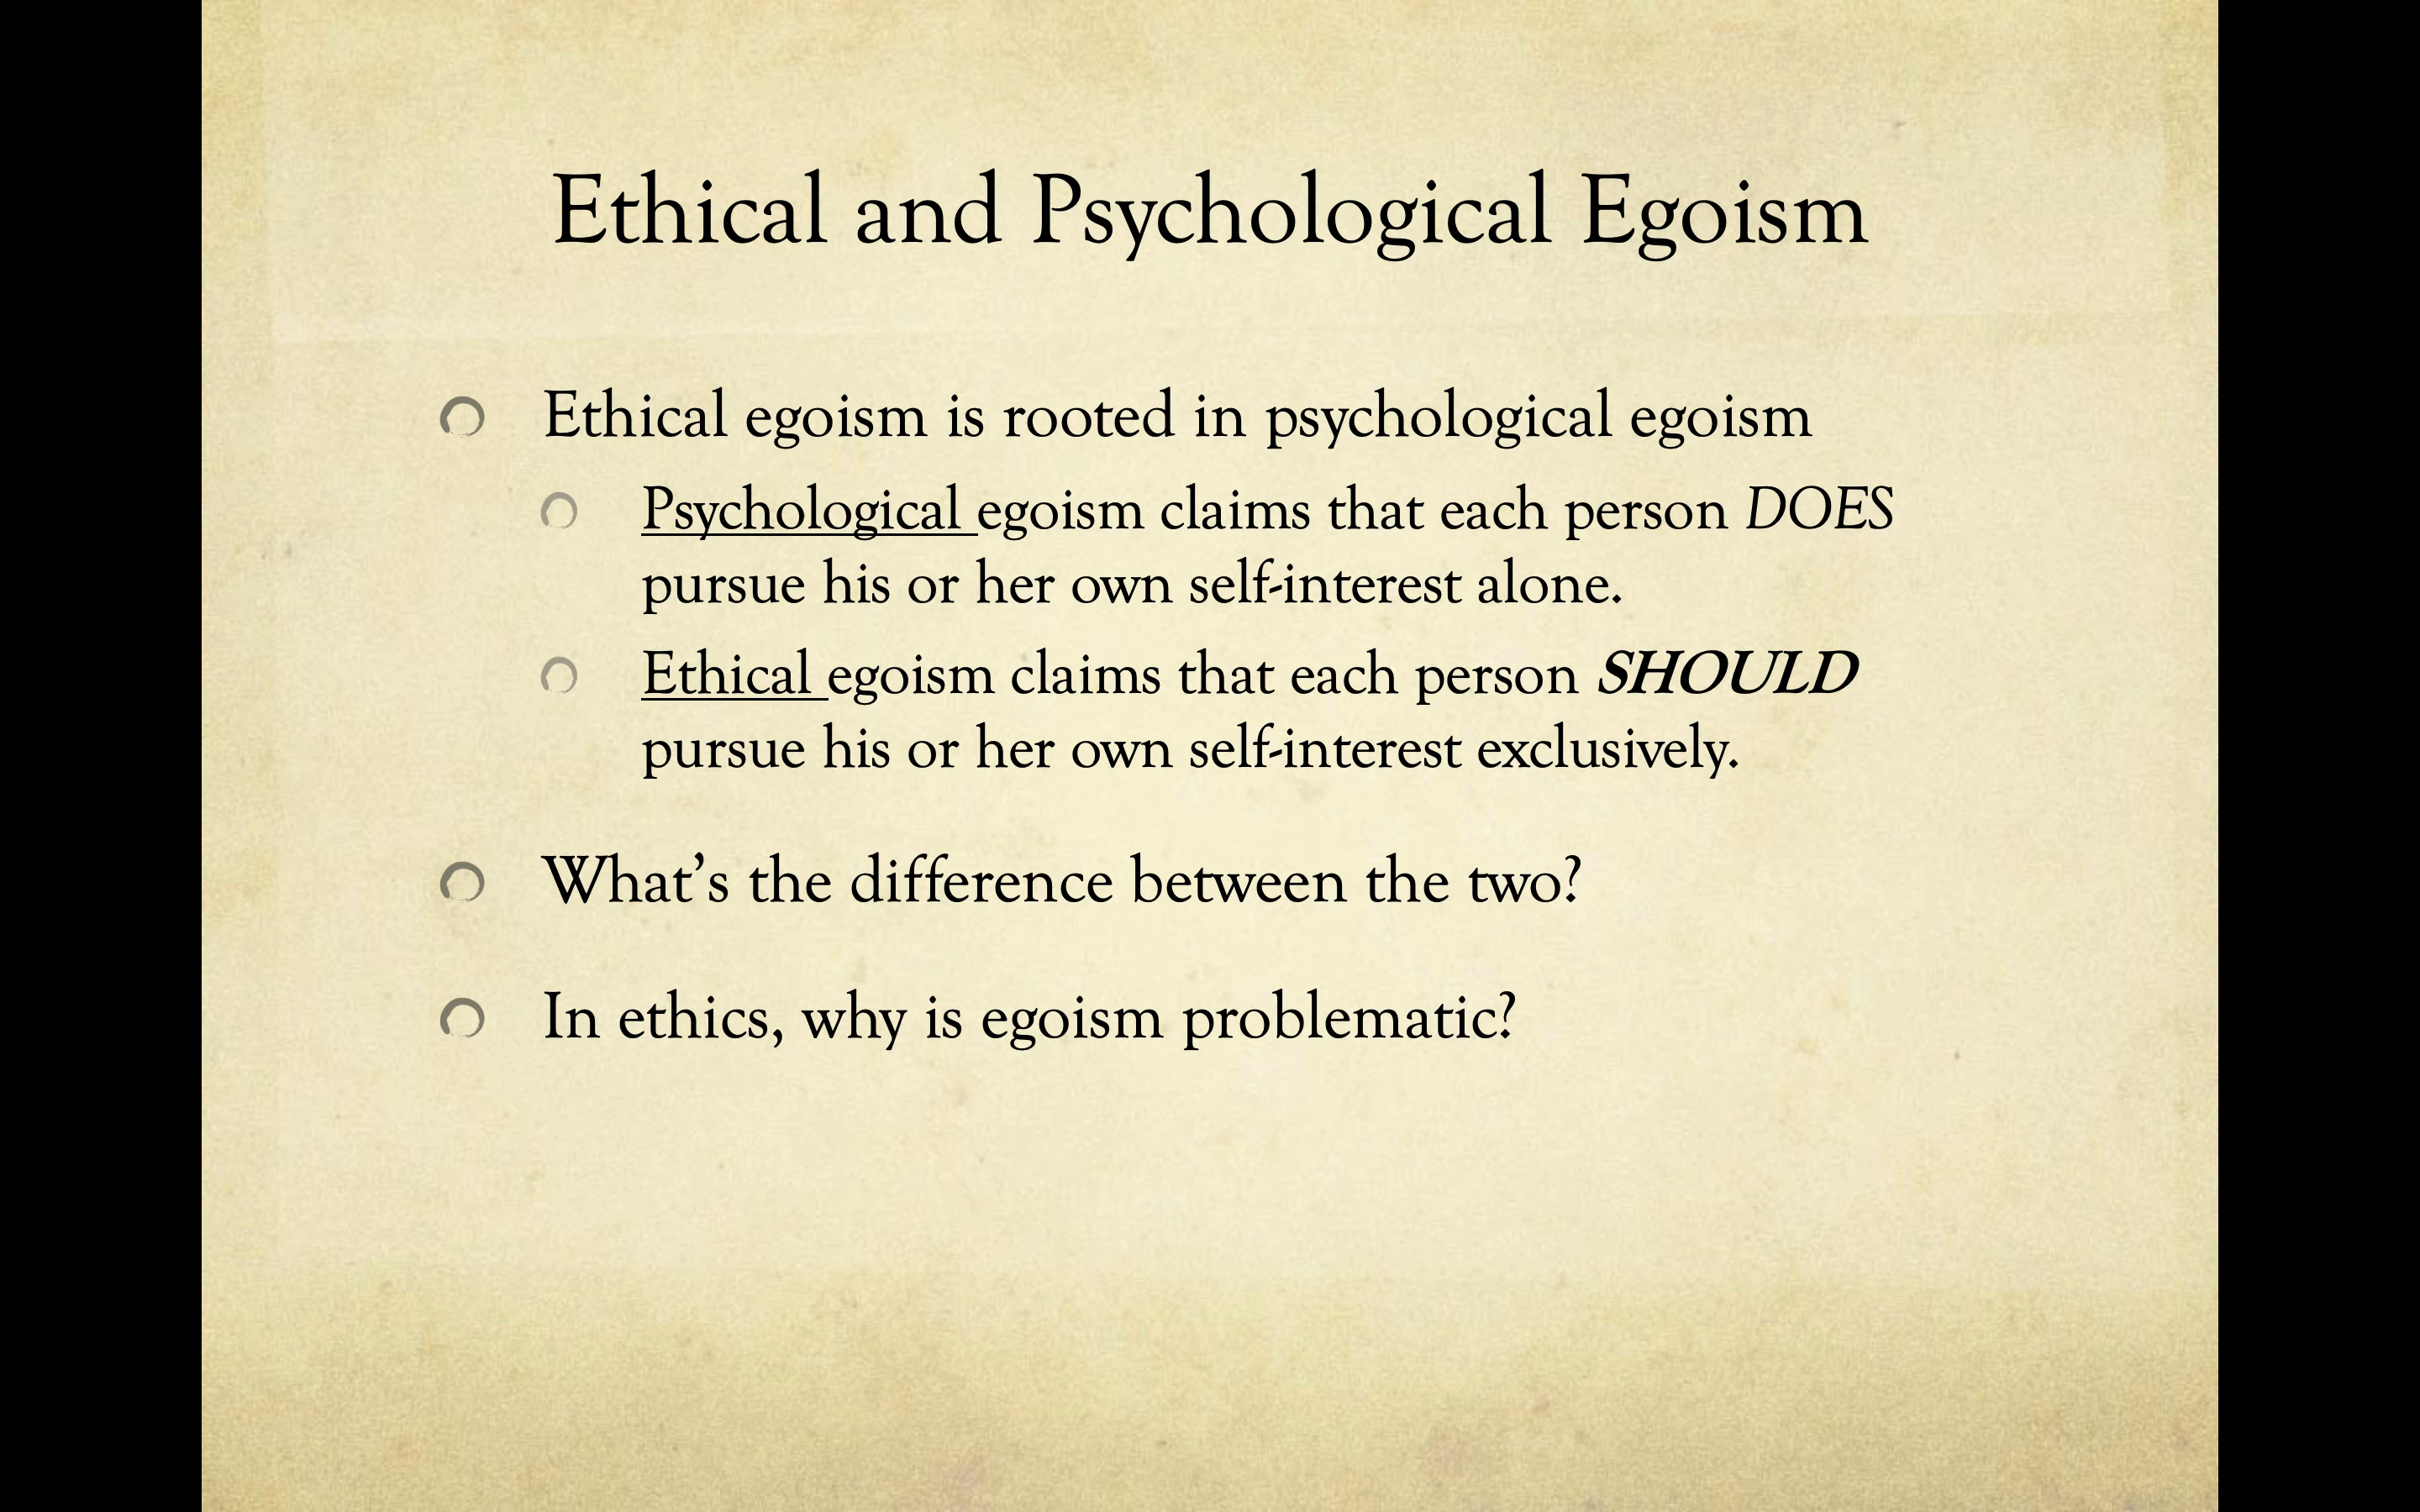 Ethical and Psychological Egoism
Ethical egoism is rooted in psychological egoism
Psychological egoism claims that each person DOES
pursue his or her own self-interest alone.
Ethical egoism claims that each person SHOULD
pursue his or her own self-interest exclusively.
What’s the difference between the two?
In ethics, why is egoism problematic?